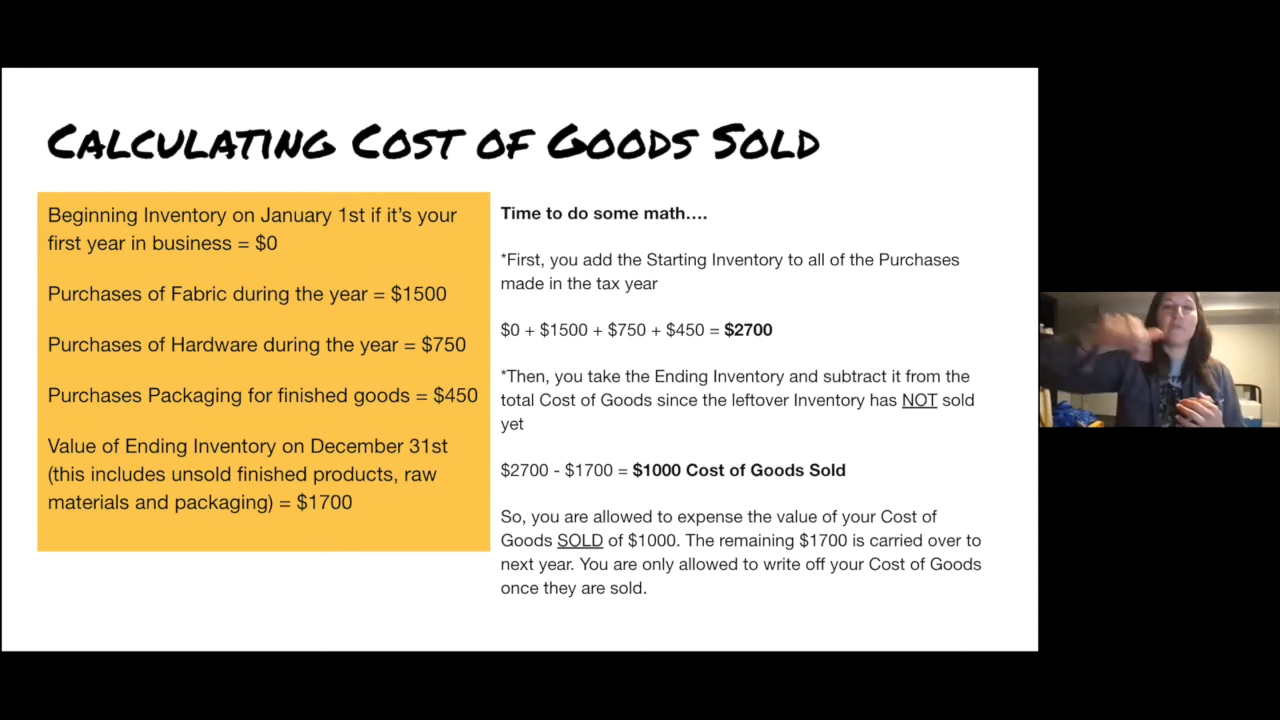 CALCULATING COST OF GOODS SOLD
Beginning Inventory on January 1st if it's your
first year in business = $0
Purchases of Fabric during the year = $1500
Purchases of Hardware during the year = $750
Purchases Packaging for finished goods = $450
Value of Ending Inventory on December 31st
(this includes unsold finished products, raw
materials and packaging) = $1700
Time to do some math....
*First, you add the Starting Inventory to all of the Purchases
made in the tax year
$0 + $1500 + $750 + $450 = $2700
*Then, you take the Ending Inventory and subtract it from the
total Cost of Goods since the leftover Inventory has NOT sold
yet
$2700 - $1700 = $1000 Cost of Goods Sold
So, you are allowed to expense the value of your Cost of
Goods SOLD of $1000. The remaining $1700 is carried over to
next year. You are only allowed to write off your Cost of Goods
once they are sold.